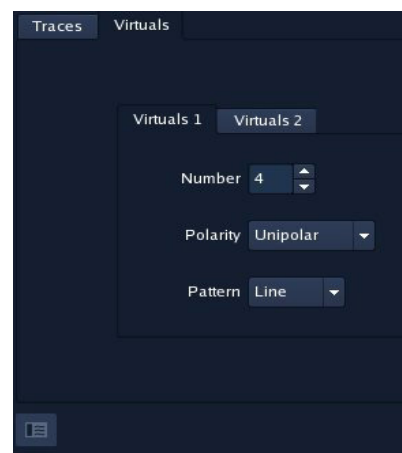 Traces Virtuals
Virtuals 1 Virtuals 2
Number 4
Polarity Unipolar
Pattern Line